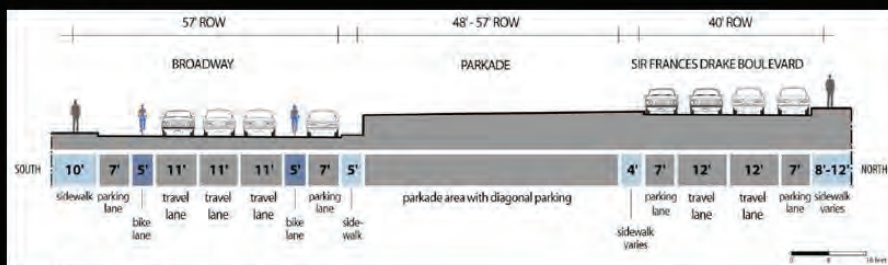 57' ROW
48' - 57' ROW
40' ROW
BROADWAY
PARKADE
SIR FRANCES DRAKE BOULEVARD
SOUTH
10'
7'
5'
11'
11'
11'
5'
7'
5'
4'
7'
12'
12'
7'
8'-12'
NORTH
sidewalk
parking
lane
bike
lane
travel
lane
travel
lane
travel
lane
bike
lane
parking
lane
side-
walk
parkade area with diagonal parking
sidewalk
varies
parking
lane
travel
lane
travel
lane
parking
lane
sidewalk
varies